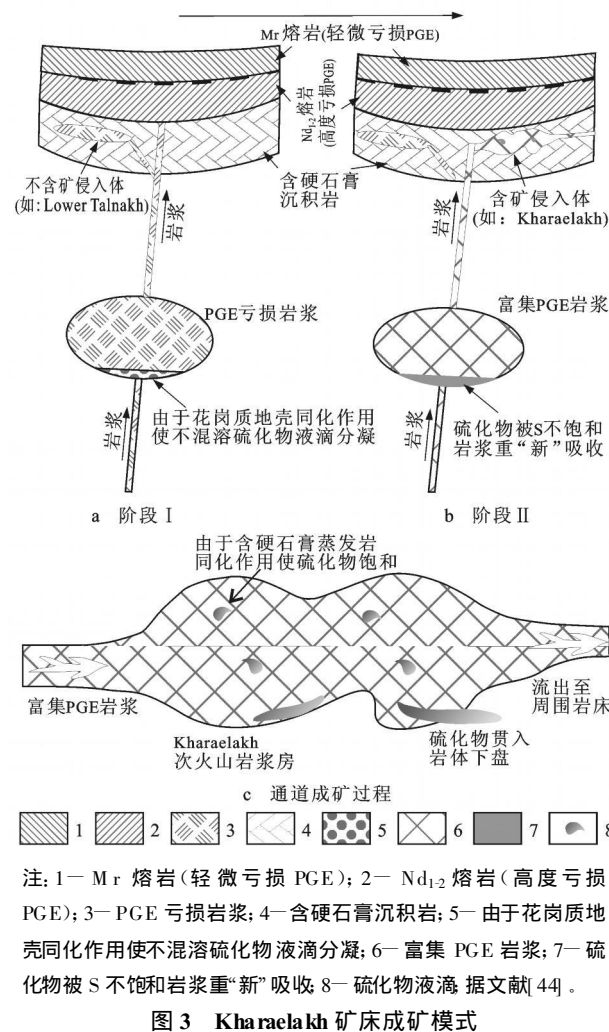 Mr 熔岩(轻微亏损PGE)
Nd1-2 熔岩
(高度亏损PGE)
不含矿侵入体
(如: Lower Talnakh)
含硬石膏
沉积岩
含矿侵入体
(如: Kharaelakh)
岩浆
岩浆
PGE亏损岩浆
富集PGE岩浆
由于花岗质地壳同化作用
使不混溶硫化物液滴分凝
硫化物被S不饱和
岩浆重“新”吸收
岩浆
岩浆
a 阶段Ⅰ
b 阶段Ⅱ
由于含硬石膏蒸发岩
同化作用使硫化物饱和
富集PGE岩浆
流出至
周围岩床
Kharaelakh
次火山岩浆房
硫化物贯入
岩体下盘
c 通道成矿过程
1 2 3 4 5 6 7 8
注: 1— Mr 熔岩(轻微亏损 PGE); 2— Nd1-2 熔岩(高度亏损
PGE); 3— PGE 亏损岩浆; 4— 含硬石膏沉积岩; 5— 由于花岗质地
壳同化作用使不混溶硫化物液滴分凝; 6— 富集 PGE 岩浆; 7— 硫
化物被 S 不饱和岩浆重“新”吸收; 8— 硫化物液滴; 据文献[44]。
图 3 Kharaelakh 矿床成矿模式